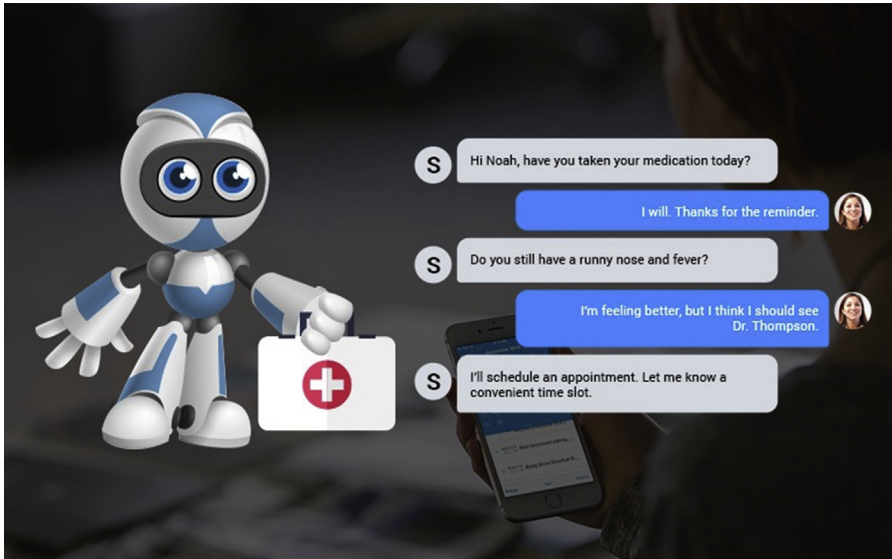 S
Hi Noah, have you taken your medication today?
I will. Thanks for the reminder.
S
Do you still have a runny nose and fever?
I'm feeling better, but I think I should see
Dr. Thompson.
S
I'll schedule an appointment. Let me know a
convenient time slot.